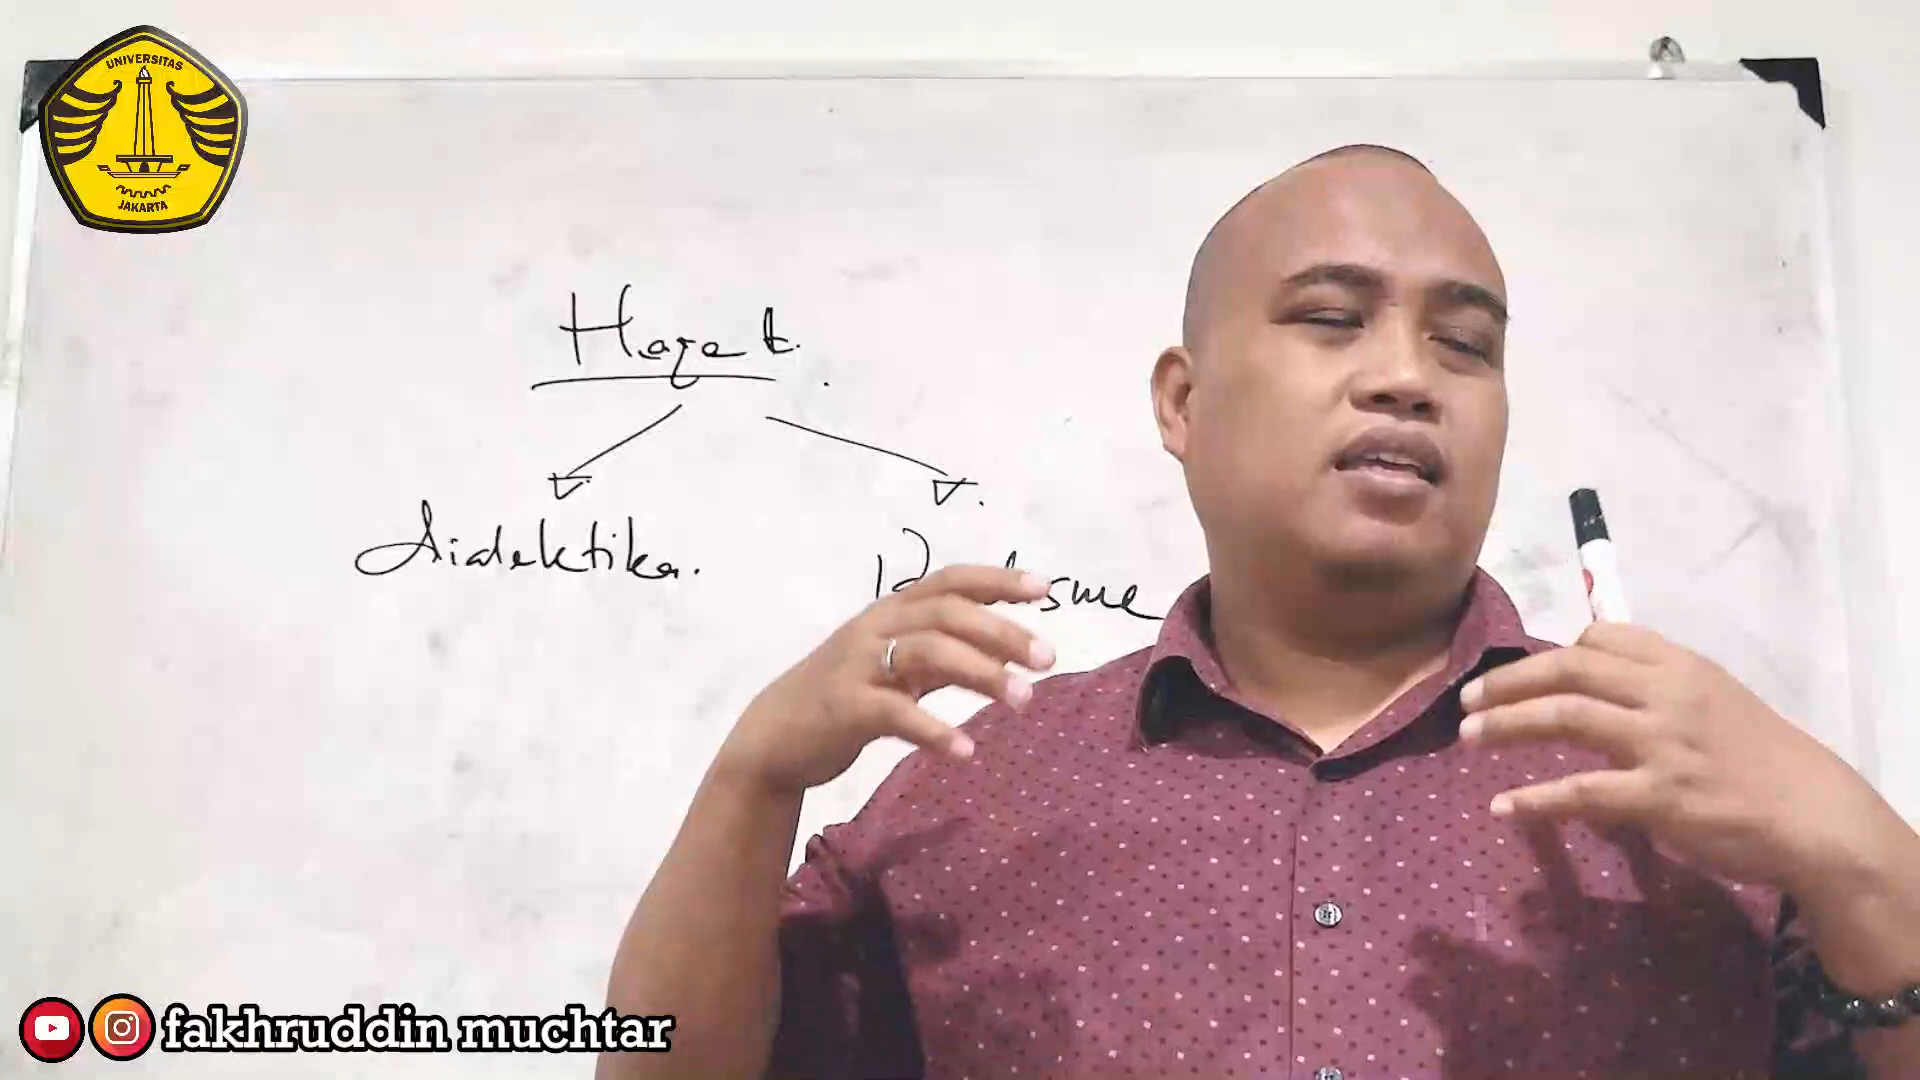 UNIVERSITAS
JAKARTA
Hegel.
dialektika.
fakhruddin muchtar